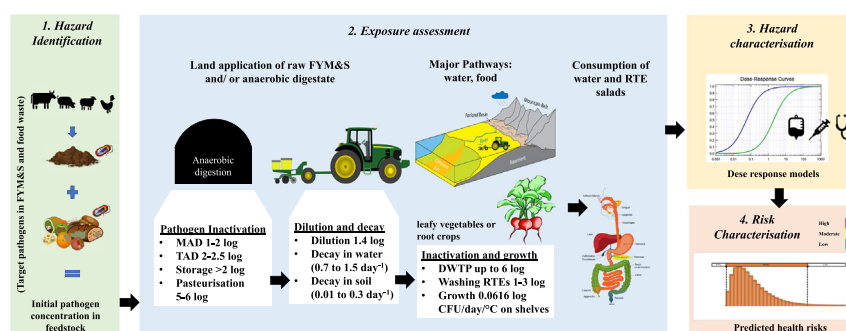 1. Hazard
Identification
(Target pathogens in FYM&S and food waste)
Initial pathogen
concentration in
feedstock
2. Exposure assessment
Land application of raw FYM&S
and/ or anaerobic digestate
Anaerobic
digestion
Pathogen Inactivation
• MAD 1-2 log
• TAD 2-2.5 log
• Storage >2 log
• Pasteurisation
5-6 log
Dilution and decay
• Dilution 1.4 log
• Decay in water
(0.7 to 1.5 day-1)
• Decay in soil
(0.01 to 0.3 day-1)
Major Pathways:
water, food
leafy vegetables or
root crops
Inactivation and growth
• DWTP up to 6 log
• Washing RTEs 1-3 log
• Growth 0.0616 log
CFU/day/°C on shelves
Consumption of
water and RTE
salads
3. Hazard
characterisation
Dose-Response Curves
Dose response models
4. Risk
Characterisation
High
Moderate
Low
Predicted health risks